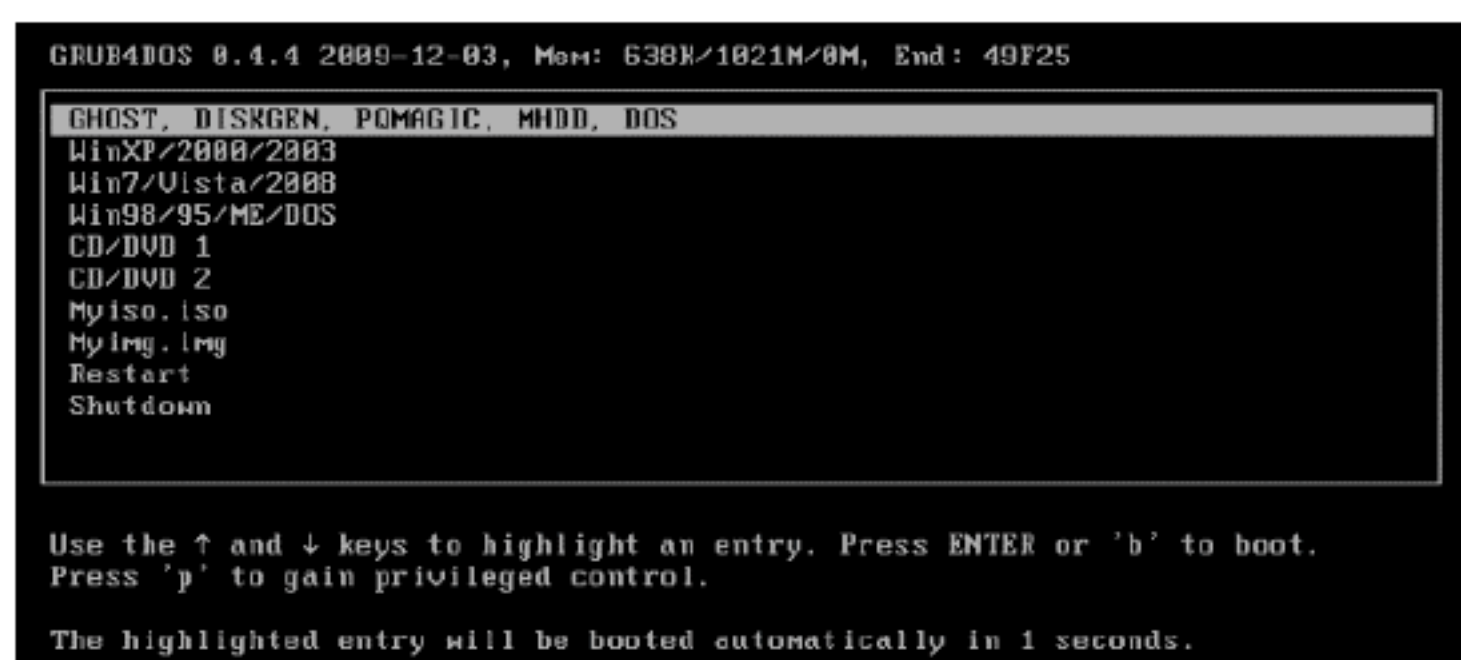 GRUB4DOS 0.4.4 2009-12-03, Mem: 638K/1021M/0M, End: 49F25
GHOST, DISKGEN, PQMAGIC, MHDD, DOS
WinXP/2000/2003
Win7/Vista/2008
Win98/95/ME/DOS
CD/DVD 1
CD/DVD 2
Myiso.iso
Myimg.img
Restart
Shutdown
Use the ↑ and ↓ keys to highlight an entry. Press ENTER or 'b' to boot.
Press 'p' to gain privileged control.
The highlighted entry will be booted automatically in 1 seconds.